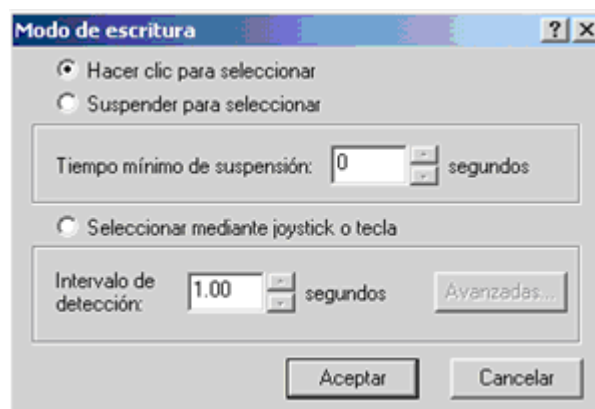 Modo de escritura
Hacer clic para seleccionar
Suspender para seleccionar
Tiempo mínimo de suspensión: 0 segundos
Seleccionar mediante joystick o tecla
Intervalo de
detección: 1.00 segundos Avanzadas...
Aceptar Cancelar